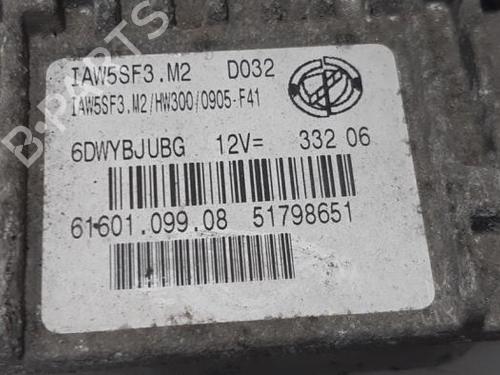 IAW5SF3.M2 D032
IAW5SF3.M2/HW300/0905-F41
6DWYBJUBG 12V= 332 06
61601.099.08 51798651
B-PARTS